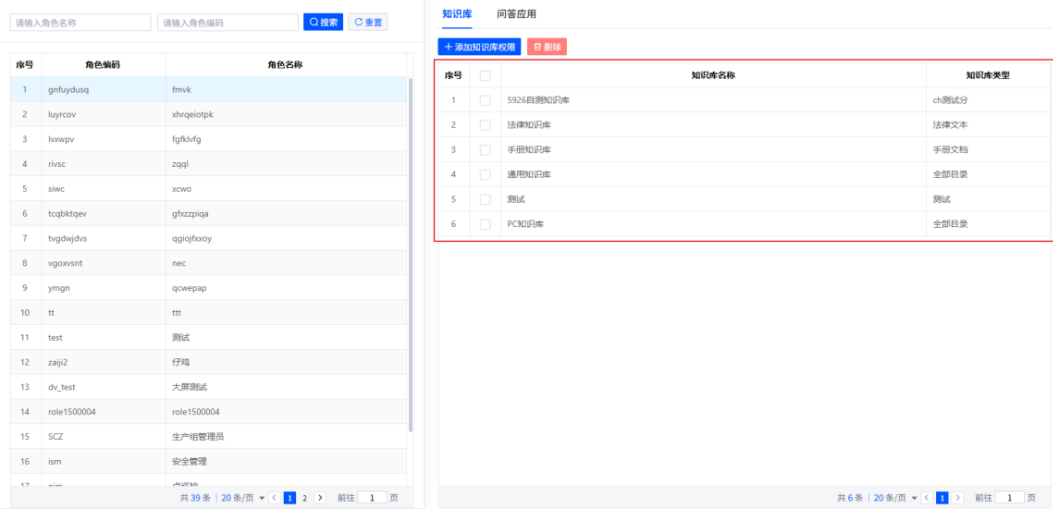 请输入角色名称 请输入角色编码 搜索 重置
序号 角色编码 角色名称
1 gnfuydusq fmvk
2 luyrcov xhrqeiotpk
3 lvxwpv fgfklvfg
4 rivsc zqql
5 siwc xcwo
6 tcqbktqev gfxzzpiqa
7 tvgdwjdvs qgiojfxxoy
8 vgoxvsnt nec
9 ymgn qcwepap
10 tt ttt
11 test 测试
12 zaiji2 仔鸡
13 dv_test 大屏测试
14 role1500004 role1500004
15 SCZ 生产组管理员
16 ism 安全管理
17
共39条 20条/页 1 2 前往 1 页
知识库 问答应用
添加知识库权限 删除
序号 知识库名称 知识库类型
1 5926自测知识库 ch测试分
2 法律知识库 法律文本
3 手册知识库 手册文档
4 通用知识库 全部目录
5 测试 测试
6 PC知识库 全部目录
共6条 20条/页 1 前往 1 页